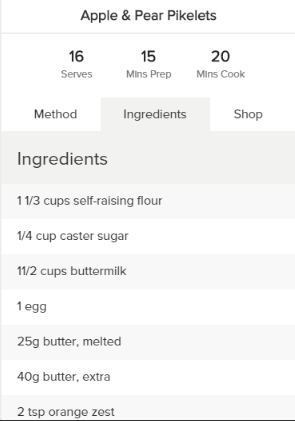 Apple & Pear Pikelets
16 15 20
Serves Mins Prep Mins Cook
Method Ingredients Shop
Ingredients
1 1/3 cups self-raising flour
1/4 cup caster sugar
11/2 cups buttermilk
1 egg
25g butter, melted
40g butter, extra
2 tsp orange zest